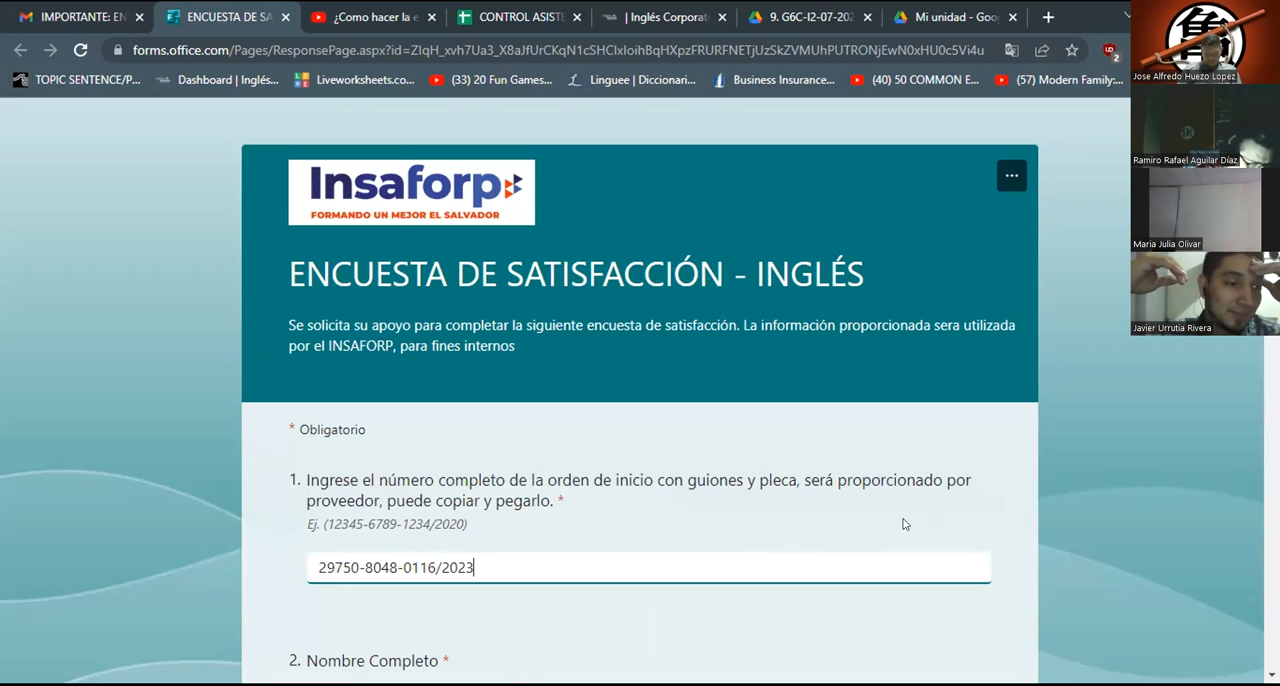 IMPORTANTE: EN
ENCUESTA DE SA
¿Como hacer la e
CONTROL ASIST
| Inglés Corporati
9. G6C-I2-07-202
Mi unidad - Goo
forms.office.com/Pages/ResponsePage.aspx?id=ZIqH_xvh7Ua3_X8aJfUrCKqN1cSHClxIoihBqHXpzFRURFNETjUzSkZVMUhPUTRONjEwN0xHU0c5Vi4u
2
TOPIC SENTENCE/P...
Dashboard | Inglés...
Liveworksheets.co...
(33) 20 Fun Games...
Linguee | Diccionari...
Business Insurance...
(40) 50 COMMON E...
(57) Modern Family:...
Jose Alfredo Huezo Lopez
Ramiro Rafael Aguilar Díaz
Maria Julia Olivar
Javier Urrutia Rivera
Insaforp
FORMANDO UN MEJOR EL SALVADOR
ENCUESTA DE SATISFACCIÓN - INGLÉS
Se solicita su apoyo para completar la siguiente encuesta de satisfacción. La información proporcionada sera utilizada
por el INSAFORP, para fines internos
* Obligatorio
1. Ingrese el número completo de la orden de inicio con guiones y pleca, será proporcionado por
proveedor, puede copiar y pegarlo. *
Ej. (12345-6789-1234/2020)
29750-8048-0116/2023
2. Nombre Completo *